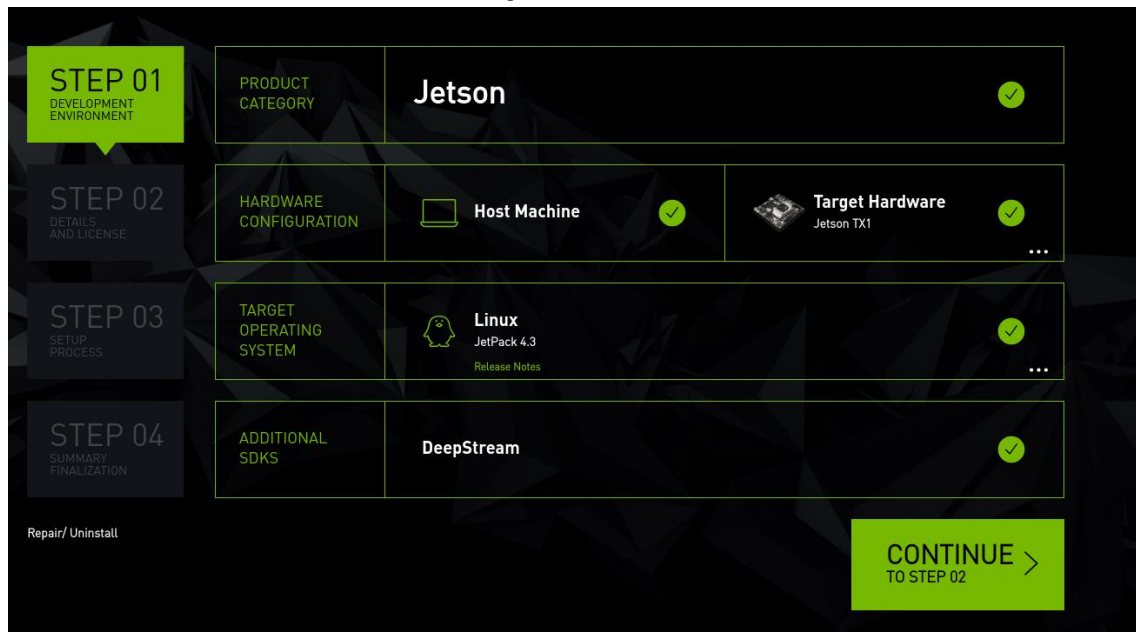 STEP 01
DEVELOPMENT
ENVIRONMENT
PRODUCT
CATEGORY
Jetson
STEP 02
DETAILS
AND LICENSE
HARDWARE
CONFIGURATION
Host Machine
Target Hardware
Jetson TX1
...
STEP 03
SETUP
PROCESS
TARGET
OPERATING
SYSTEM
Linux
JetPack 4.3
Release Notes
...
STEP 04
SUMMARY
FINALIZATION
ADDITIONAL
SDKS
DeepStream
Repair/ Uninstall
CONTINUE >
TO STEP 02